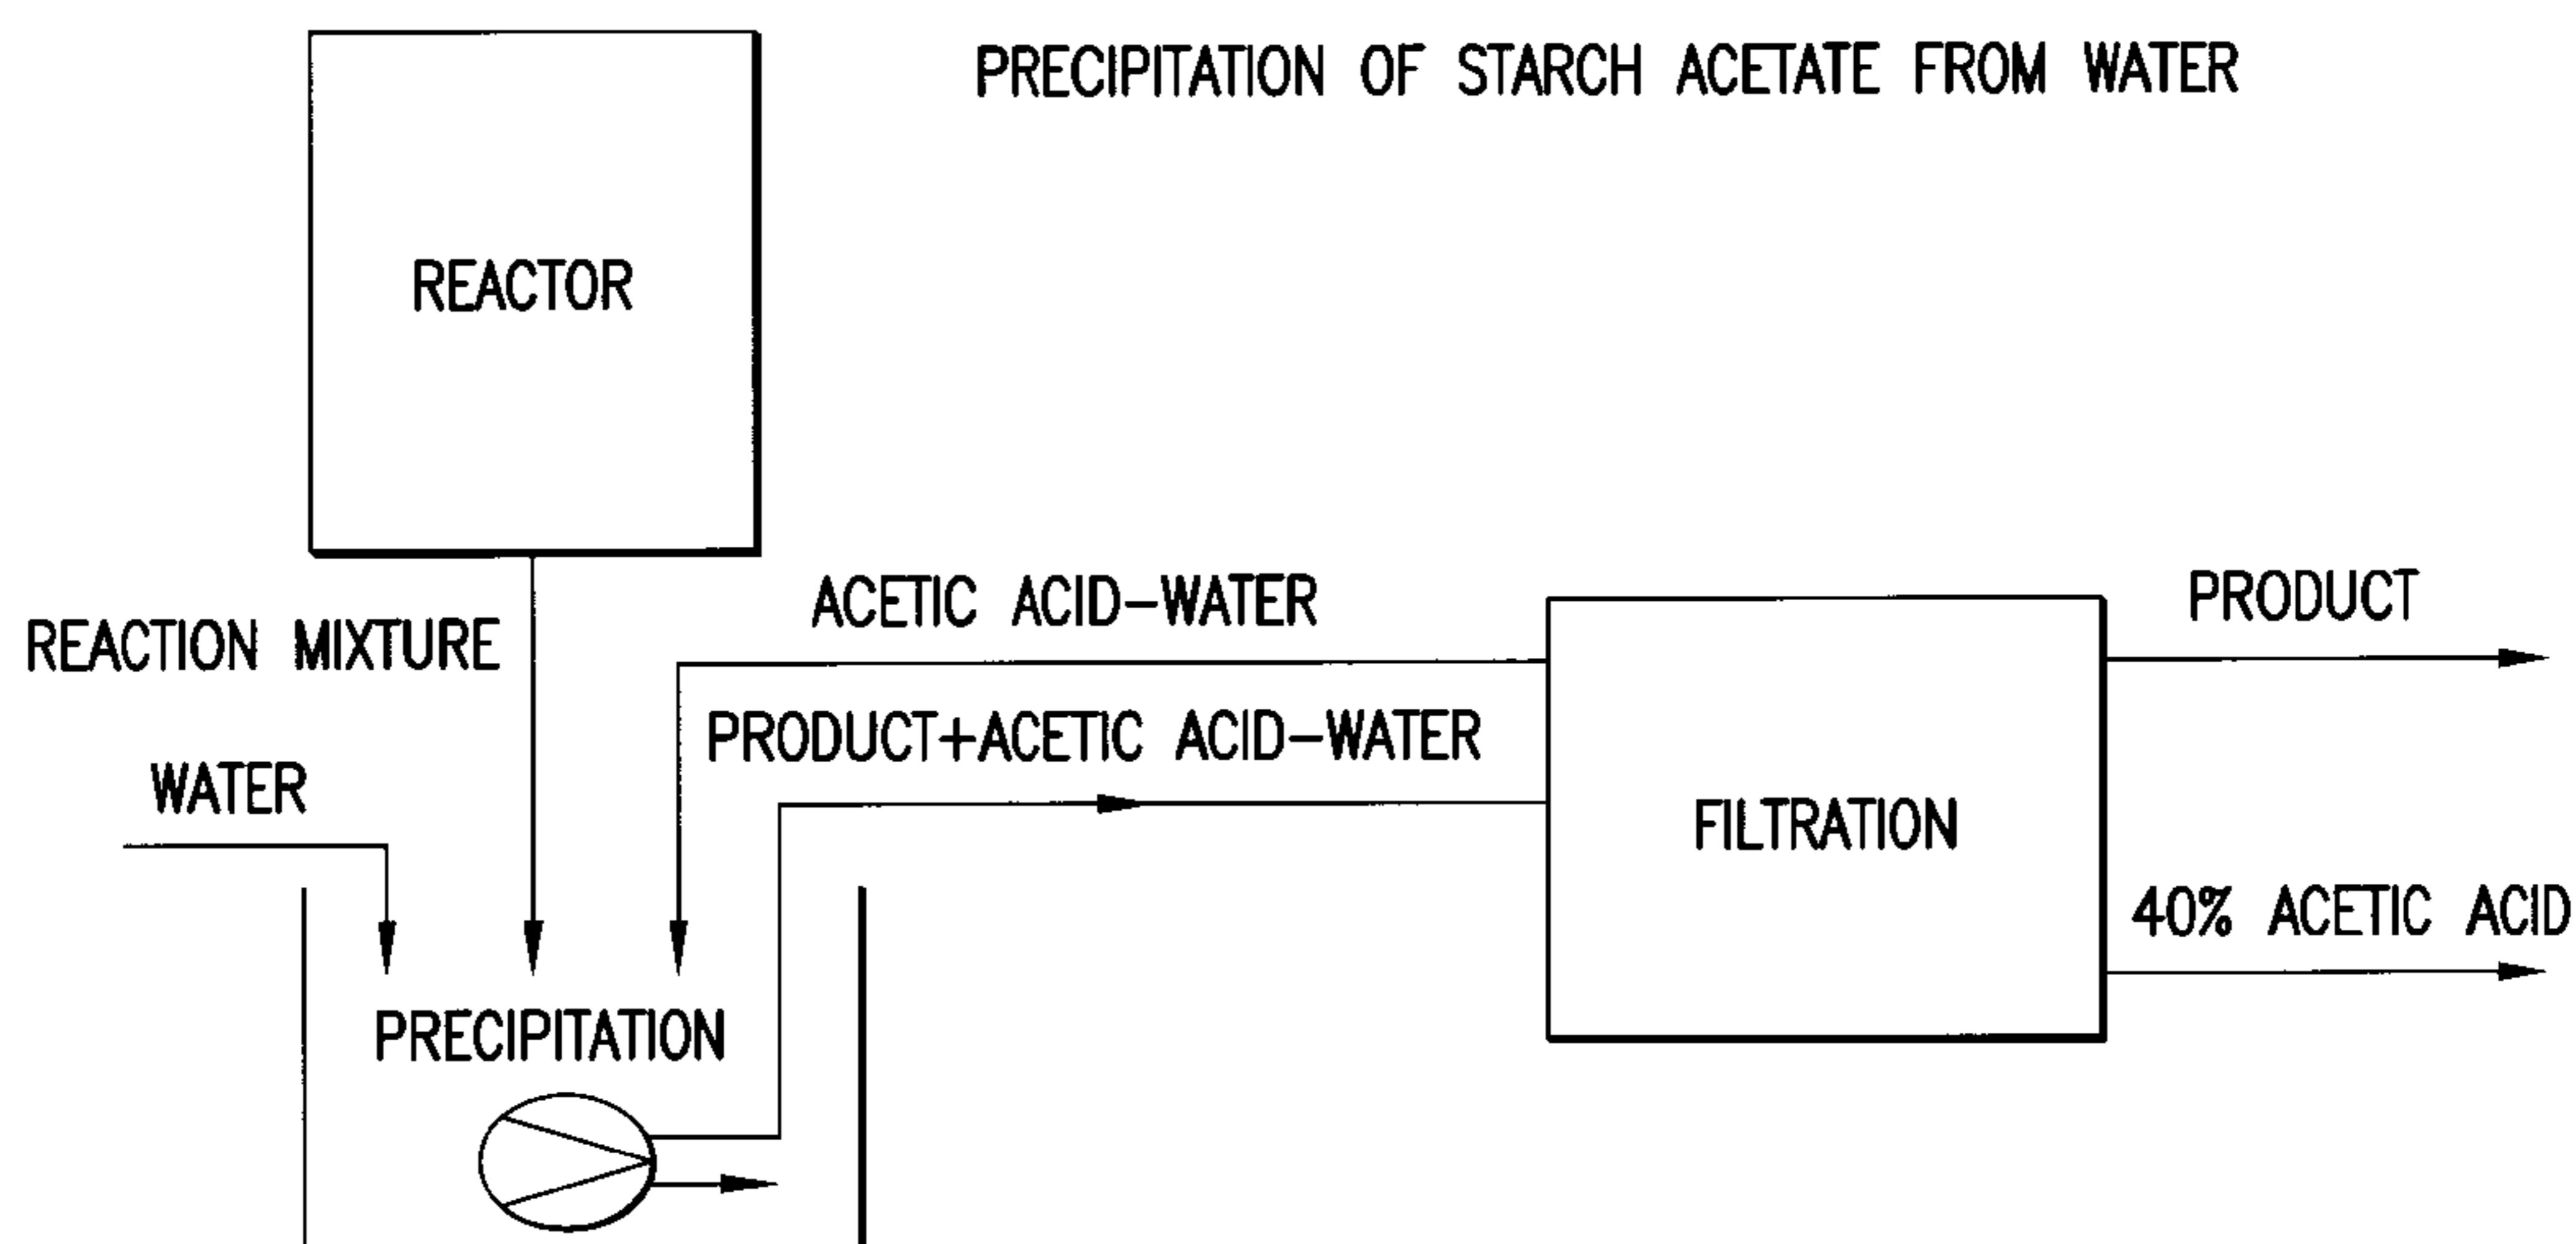 PRECIPITATION OF STARCH ACETATE FROM WATER
REACTOR
REACTION MIXTURE
ACETIC ACID-WATER
PRODUCT
PRODUCT+ACETIC ACID-WATER
WATER
FILTRATION
40% ACETIC ACID
PRECIPITATION